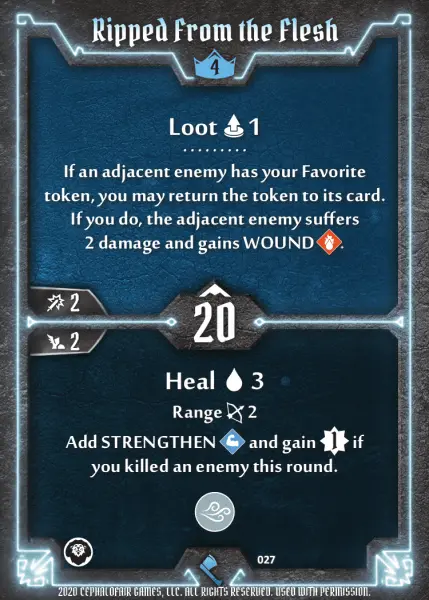 Ripped From the Flesh
4
Loot 1
If an adjacent enemy has your Favorite
token, you may return the token to its card.
If you do, the adjacent enemy suffers
2 damage and gains WOUND .
2
20
2
Heal 3
Range 2
Add STRENGTHEN and gain 1 if
you killed an enemy this round.
027
2020 CEPHALOFAIR GAMES, LLC. ALL RIGHTS RESERVED. USED WITH PERMISSION.